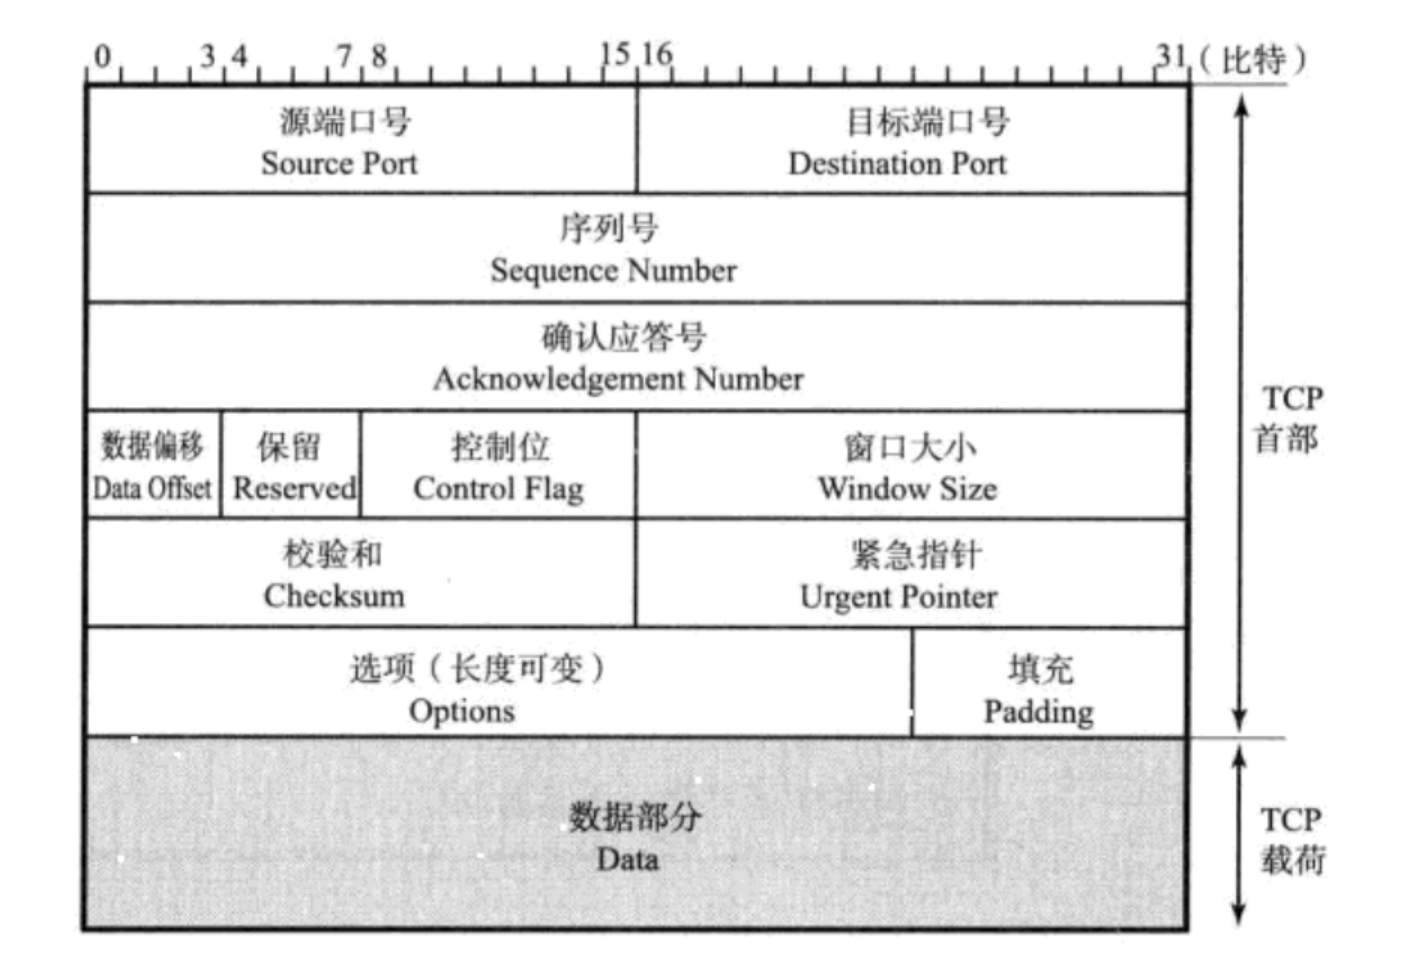 0 3 4 7 8 15 16 31 (比特)
源端口号 目标端口号
Source Port Destination Port
序列号
Sequence Number
确认应答号
Acknowledgement Number
TCP
首部
数据偏移 保留 控制位 窗口大小
Data Offset Reserved Control Flag Window Size
校验和 紧急指针
Checksum Urgent Pointer
选项(长度可变) 填充
Options Padding
数据部分
Data
TCP
载荷